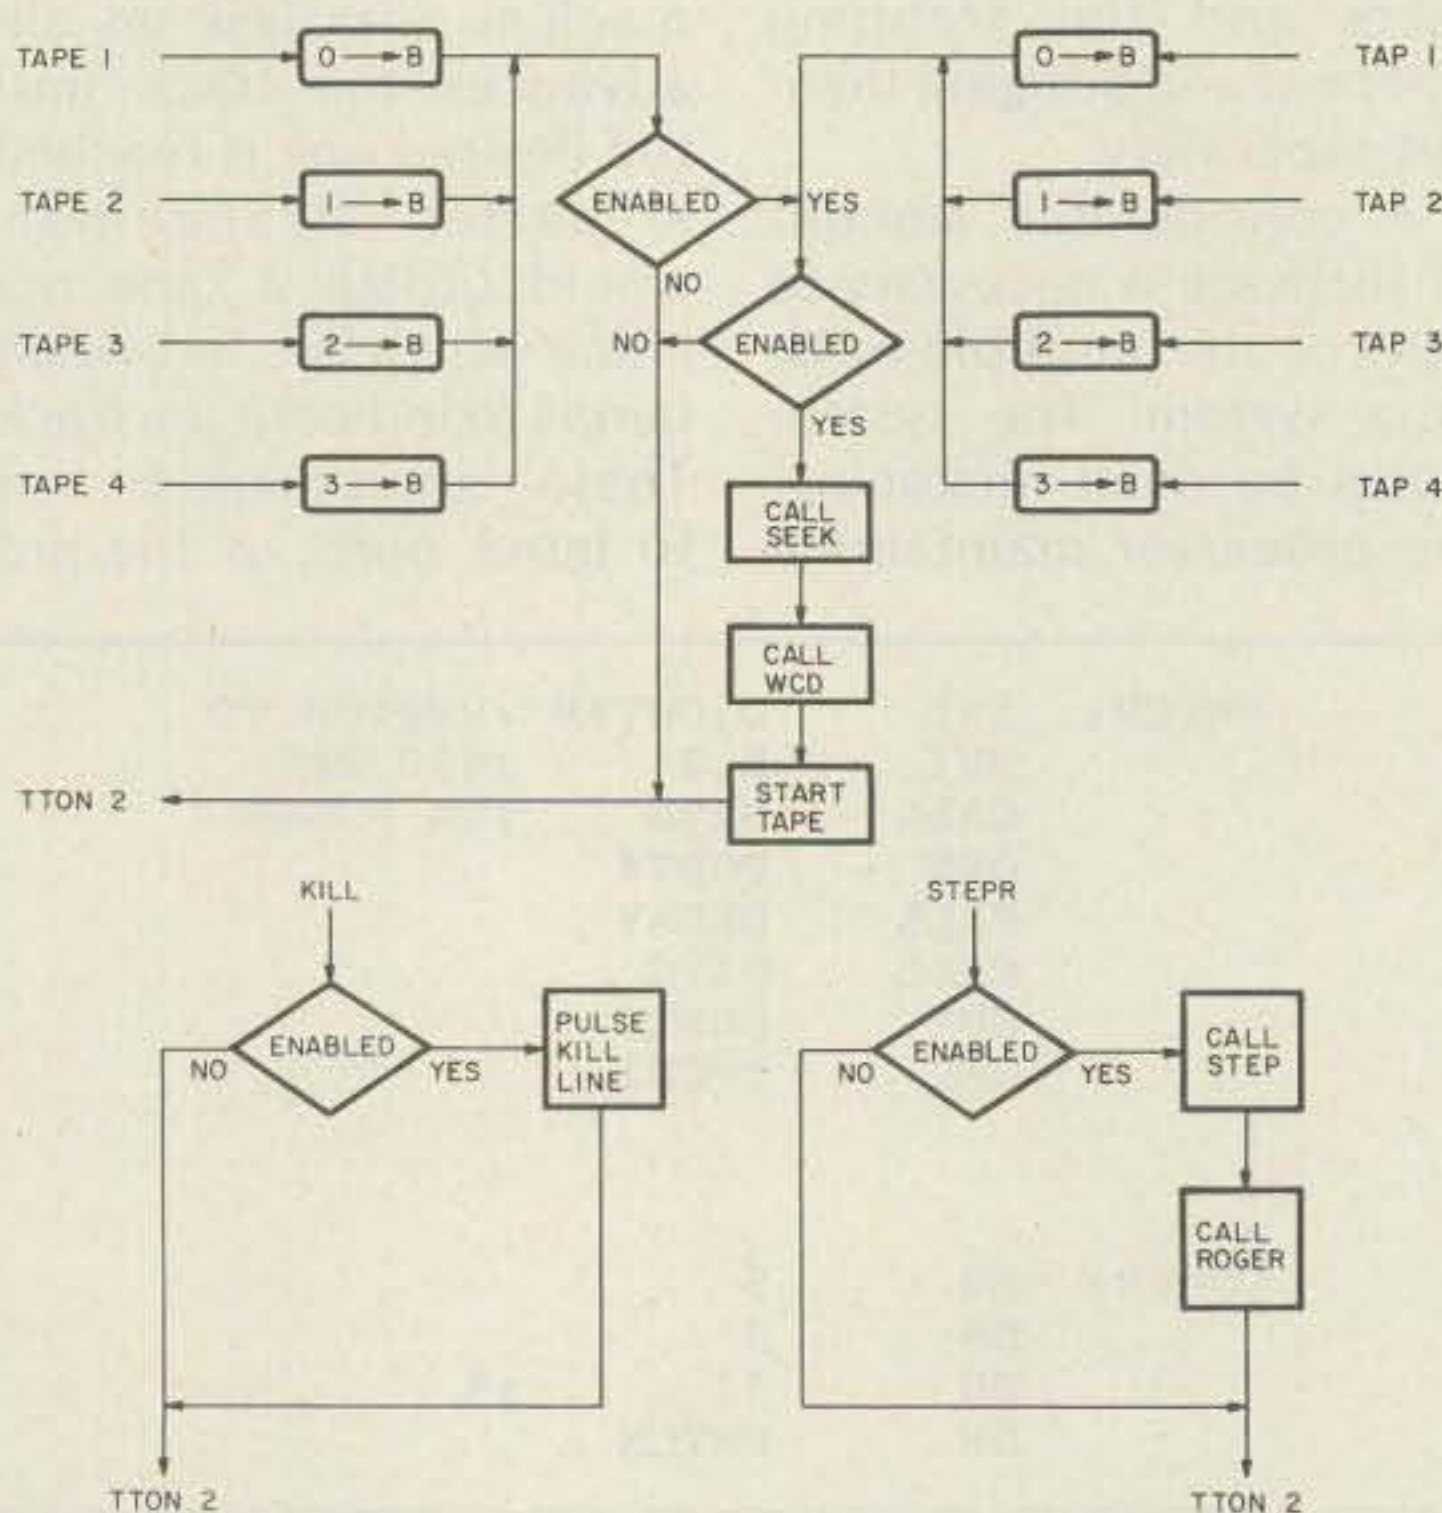 TAPE 1
0 → B
0 → B
TAP 1
TAPE 2
1 → B
ENABLED
YES
1 → B
TAP 2
NO
TAPE 3
2 → B
NO
ENABLED
2 → B
TAP 3
YES
TAPE 4
3 → B
CALL
SEEK
3 → B
TAP 4
CALL
WCD
TTON 2
START
TAPE
KILL
ENABLED
NO
YES
PULSE
KILL
LINE
TTON 2
STEPR
ENABLED
NO
YES
CALL
STEP
CALL
ROGER
TTON 2